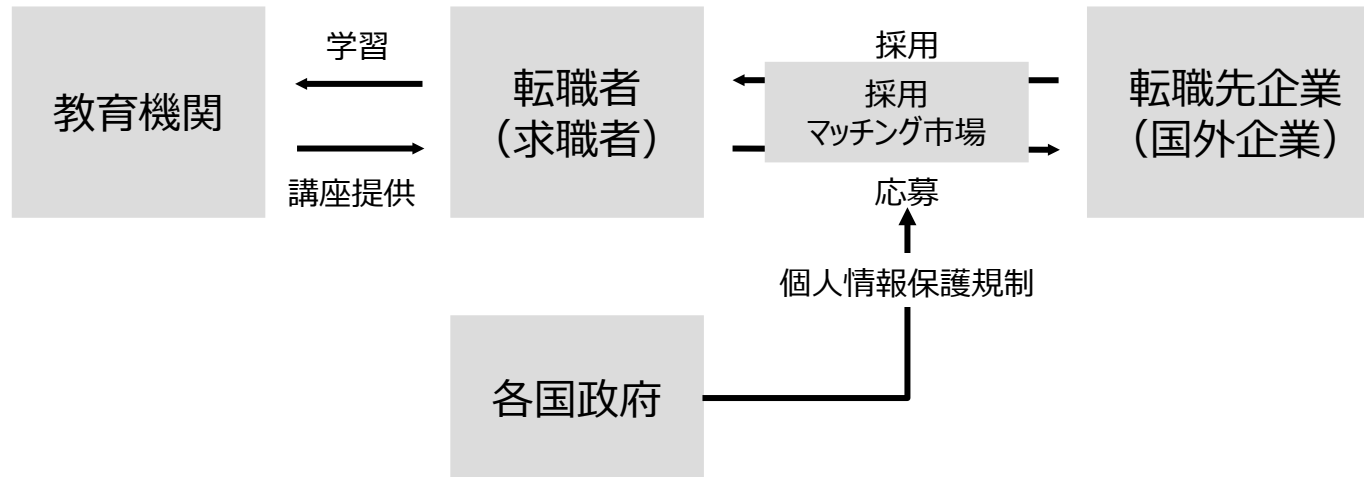 教育機関
学習
講座提供
転職者
（求職者）
採用
採用
マッチング市場
応募
転職先企業
（国外企業）
個人情報保護規制
各国政府